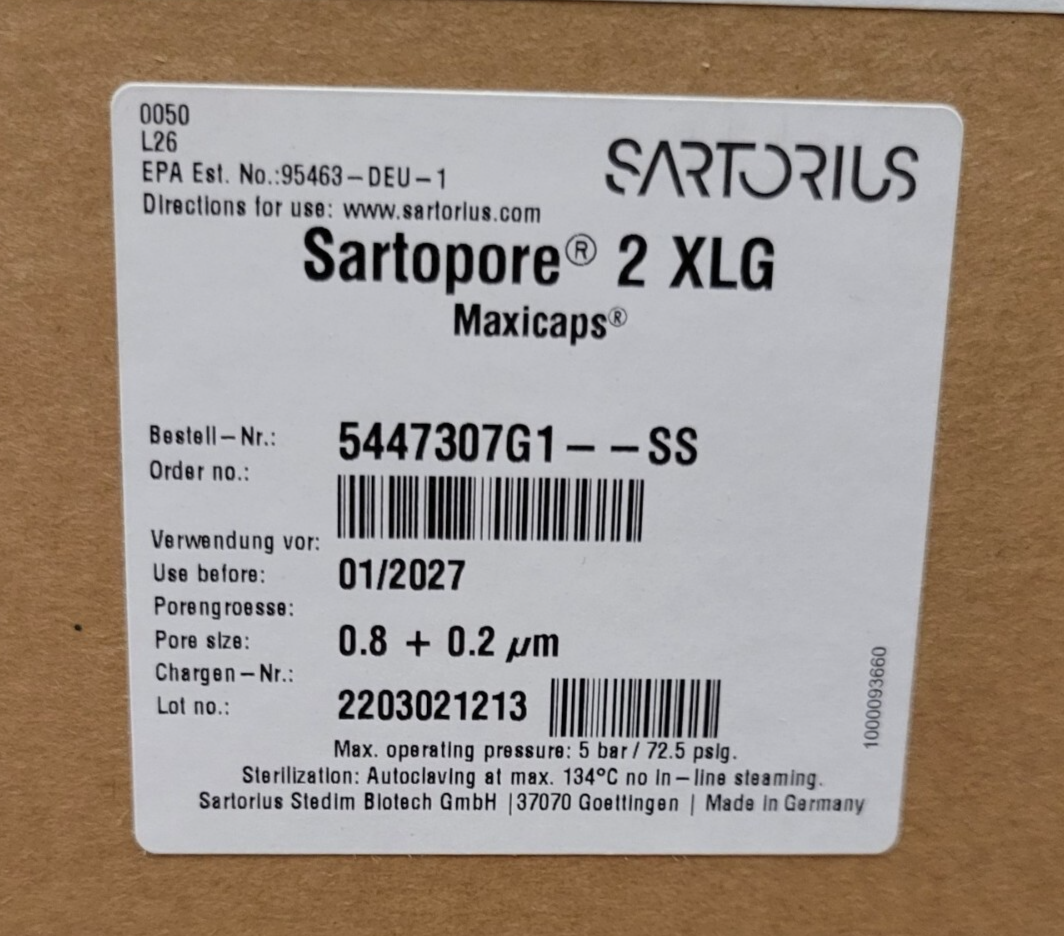 0050
L26
EPA Est. No.:95463-DEU-1
Directions for use: www.sartorius.com
SARTORIUS
Sartopore® 2 XLG
Maxicaps®
Bestell-Nr.:
Order no.:
5447307G1--SS
Verwendung vor:
Use before:
01/2027
Porengroesse:
Pore size:
0.8 + 0.2 µm
Chargen-Nr.:
Lot no.:
2203021213
1000093660
Max. operating pressure: 5 bar / 72.5 psig.
Sterilization: Autoclaving at max. 134°C no in-line steaming.
Sartorius Stedim Biotech GmbH | 37070 Goettingen | Made in Germany